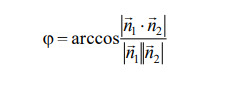 φ = arccos |n⃗₁ · n⃗₂| / |n⃗₁||n⃗₂|